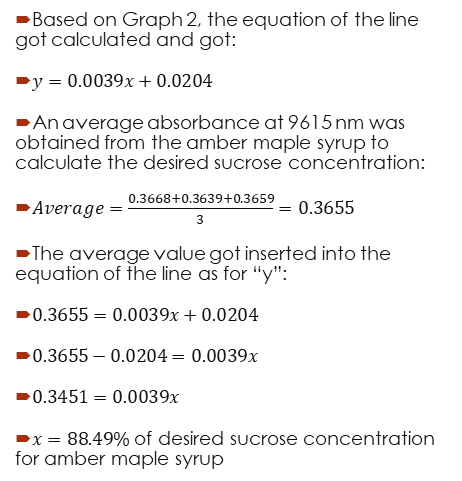 Based on Graph 2, the equation of the line
got calculated and got:
y = 0.0039x + 0.0204
An average absorbance at 9615 nm was
obtained from the amber maple syrup to
calculate the desired sucrose concentration:
Average = (0.3668+0.3639+0.3659)/3 = 0.3655
The average value got inserted into the
equation of the line as for “y”:
0.3655 = 0.0039x + 0.0204
0.3655 – 0.0204 = 0.0039x
0.3451 = 0.0039x
x = 88.49% of desired sucrose concentration
for amber maple syrup